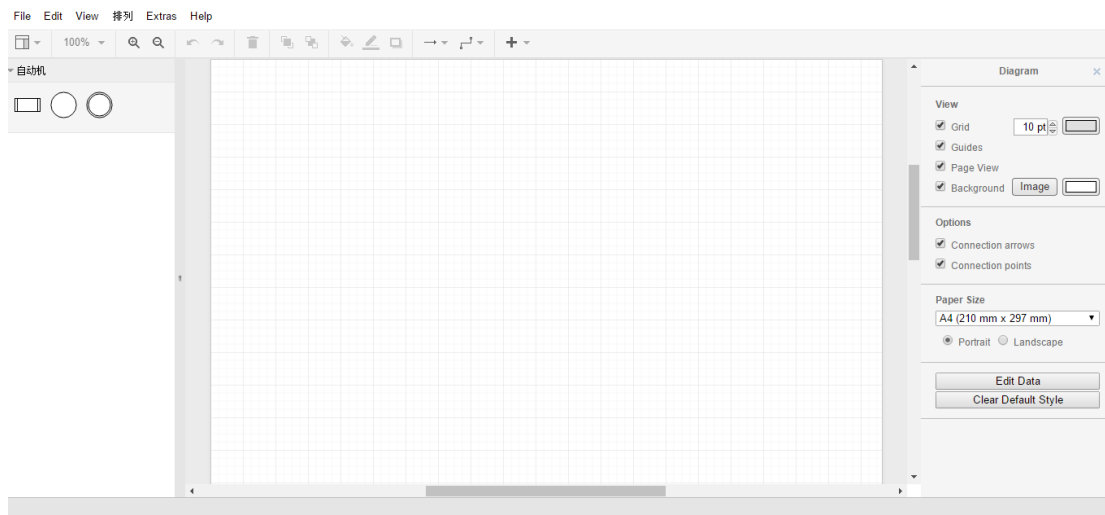 File Edit View 排列 Extras Help
100%
自动机
Diagram
View
Grid 10 pt
Guides
Page View
Background Image
Options
Connection arrows
Connection points
Paper Size
A4 (210 mm x 297 mm)
Portrait Landscape
Edit Data
Clear Default Style